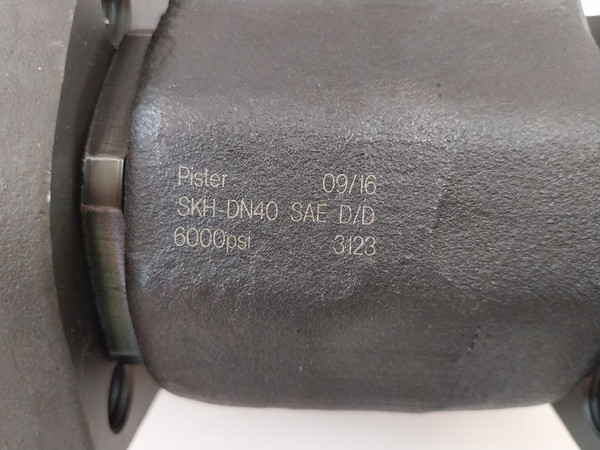 Pister 09/16
SKH-DN40 SAE D/D
6000psi 3123